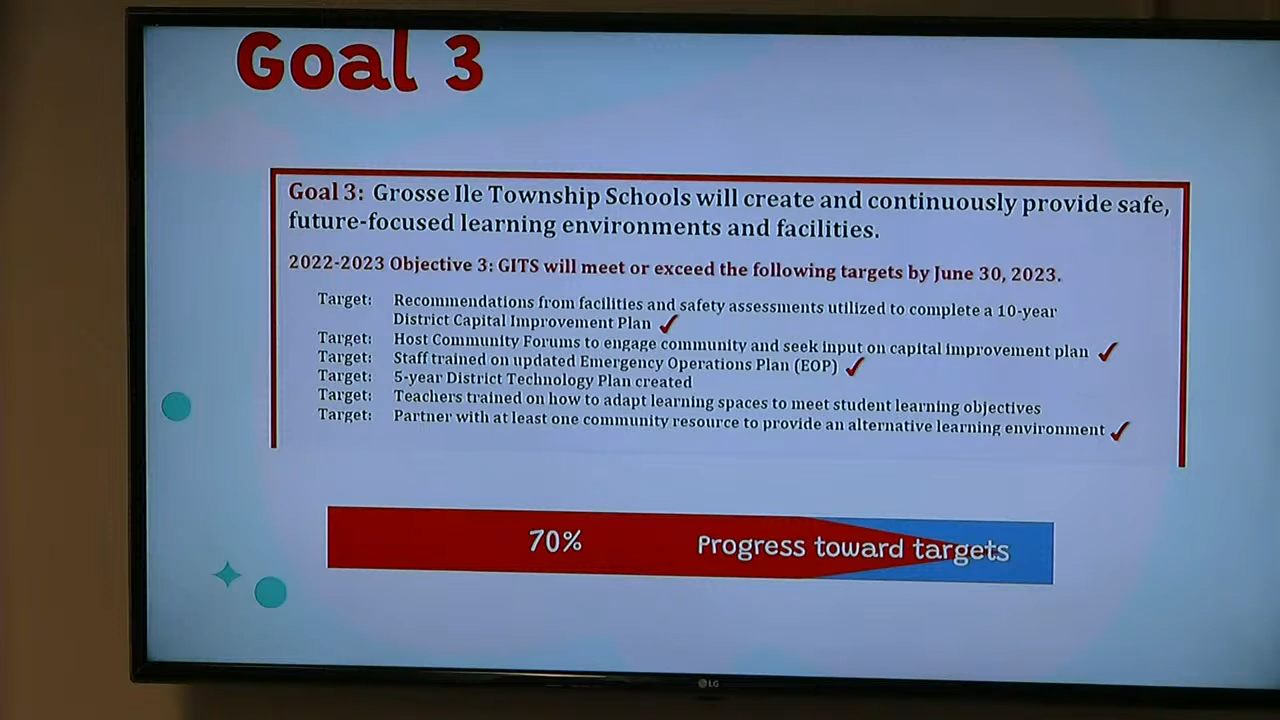 Goal 3
Goal 3: Grosse Ile Township Schools will create and continuously provide safe,
future-focused learning environments and facilities.
2022-2023 Objective 3: GITS will meet or exceed the following targets by June 30, 2023.
Target: Recommendations from facilities and safety assessments utilized to complete a 10-year
District Capital Improvement Plan ✓
Target: Host Community Forums to engage community and seek input on capital improvement plan ✓
Target: Staff trained on updated Emergency Operations Plan (EOP) ✓
Target: 5-year District Technology Plan created
Target: Teachers trained on how to adapt learning spaces to meet student learning objectives
Target: Partner with at least one community resource to provide an alternative learning environment ✓
70% Progress toward targets
LG